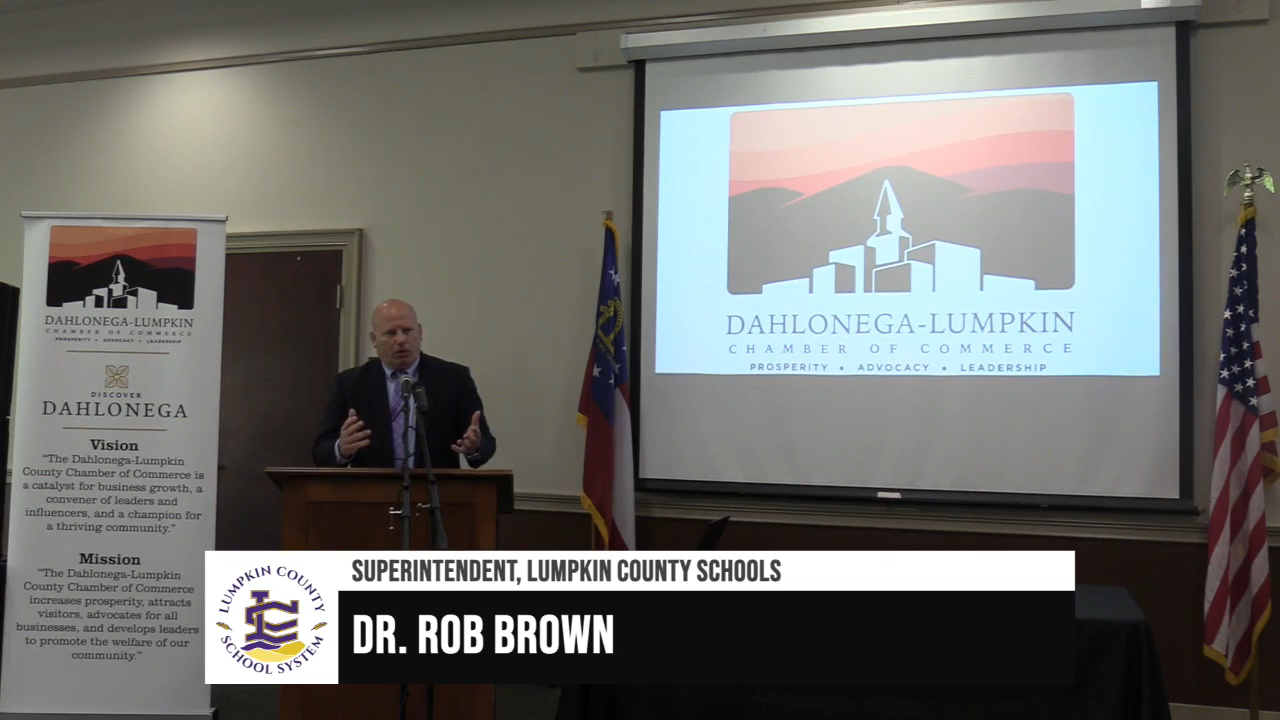 DAHLONEGA-LUMPKIN
CHAMBER OF COMMERCE
PROSPERITY • ADVOCACY • LEADERSHIP
DISCOVER
DAHLONEGA
Vision
"The Dahlonega-Lumpkin
County Chamber of Commerce is
a catalyst for business growth, a
convener of leaders and
influencers, and a champion for
a thriving community."
Mission
"The Dahlonega-Lumpkin
County Chamber of Commerce
increases prosperity, attracts
visitors, advocates for all
businesses, and develops leaders
to promote the welfare of our
community."
DAHLONEGA-LUMPKIN
CHAMBER OF COMMERCE
PROSPERITY • ADVOCACY • LEADERSHIP
LUMPKIN COUNTY
LC
SCHOOL SYSTEM
SUPERINTENDENT, LUMPKIN COUNTY SCHOOLS
DR. ROB BROWN